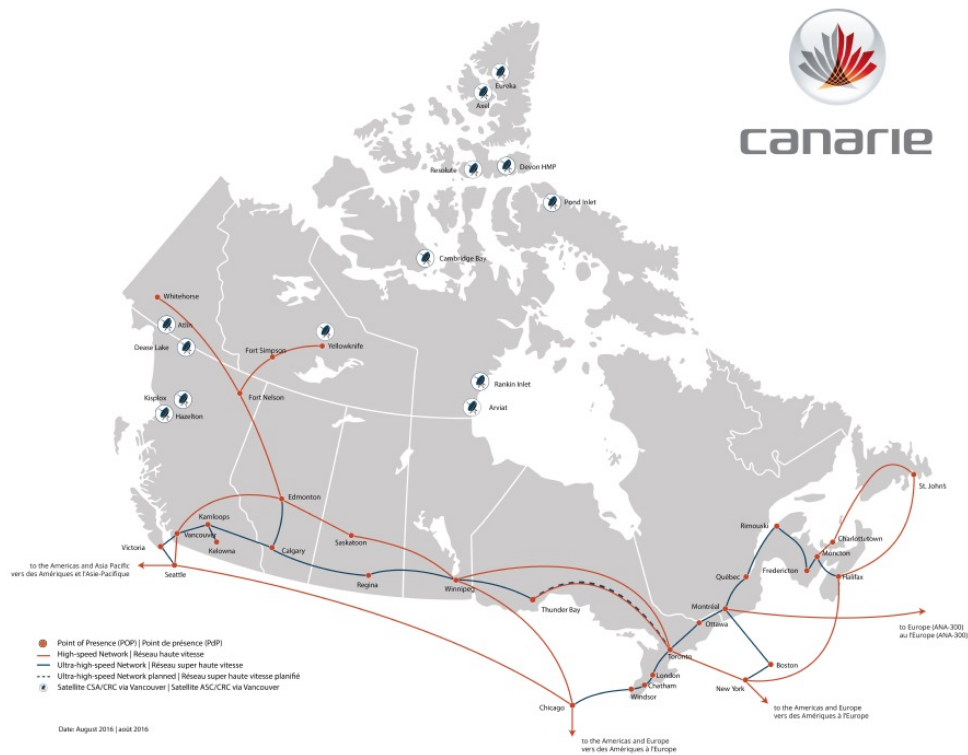 canarie
Eureka
Axel
Resolute
Devon HMP
Pond Inlet
Cambridge Bay
Whitehorse
Atlin
Dease Lake
Fort Simpson
Yellowknife
Rankin Inlet
Fort Nelson
Kisplox
Hazelton
Arviat
St. John's
Edmonton
Kamloops
Vancouver
Victoria
Kelowna
Calgary
Saskatoon
Rimouski
Charlottutown
Moncton
Fredericton
Halifax
to the Americas and Asia Pacific
vers des Amériques et l'Asie-Pacifique
Seattle
Regina
Winnipeg
Thunder Bay
Québec
Montréal
Ottawa
to Europe (ANA-300)
au l'Europe (ANA-300)
Toronto
Boston
London
Chatham
Windsor
New York
Chicago
to the Americas and Europe
vers des Amériques à l'Europe
to the Americas and Europe
vers des Amériques à l'Europe
Point of Presence (POP) | Point de présence (PdP)
High-speed Network | Réseau haute vitesse
Ultra-high-speed Network | Réseau super haute vitesse
Ultra-high-speed Network planned | Réseau super haute vitesse planifié
Satellite CSA/CRC via Vancouver | Satellite ASC/CRC via Vancouver
Date: August 2016 | août 2016